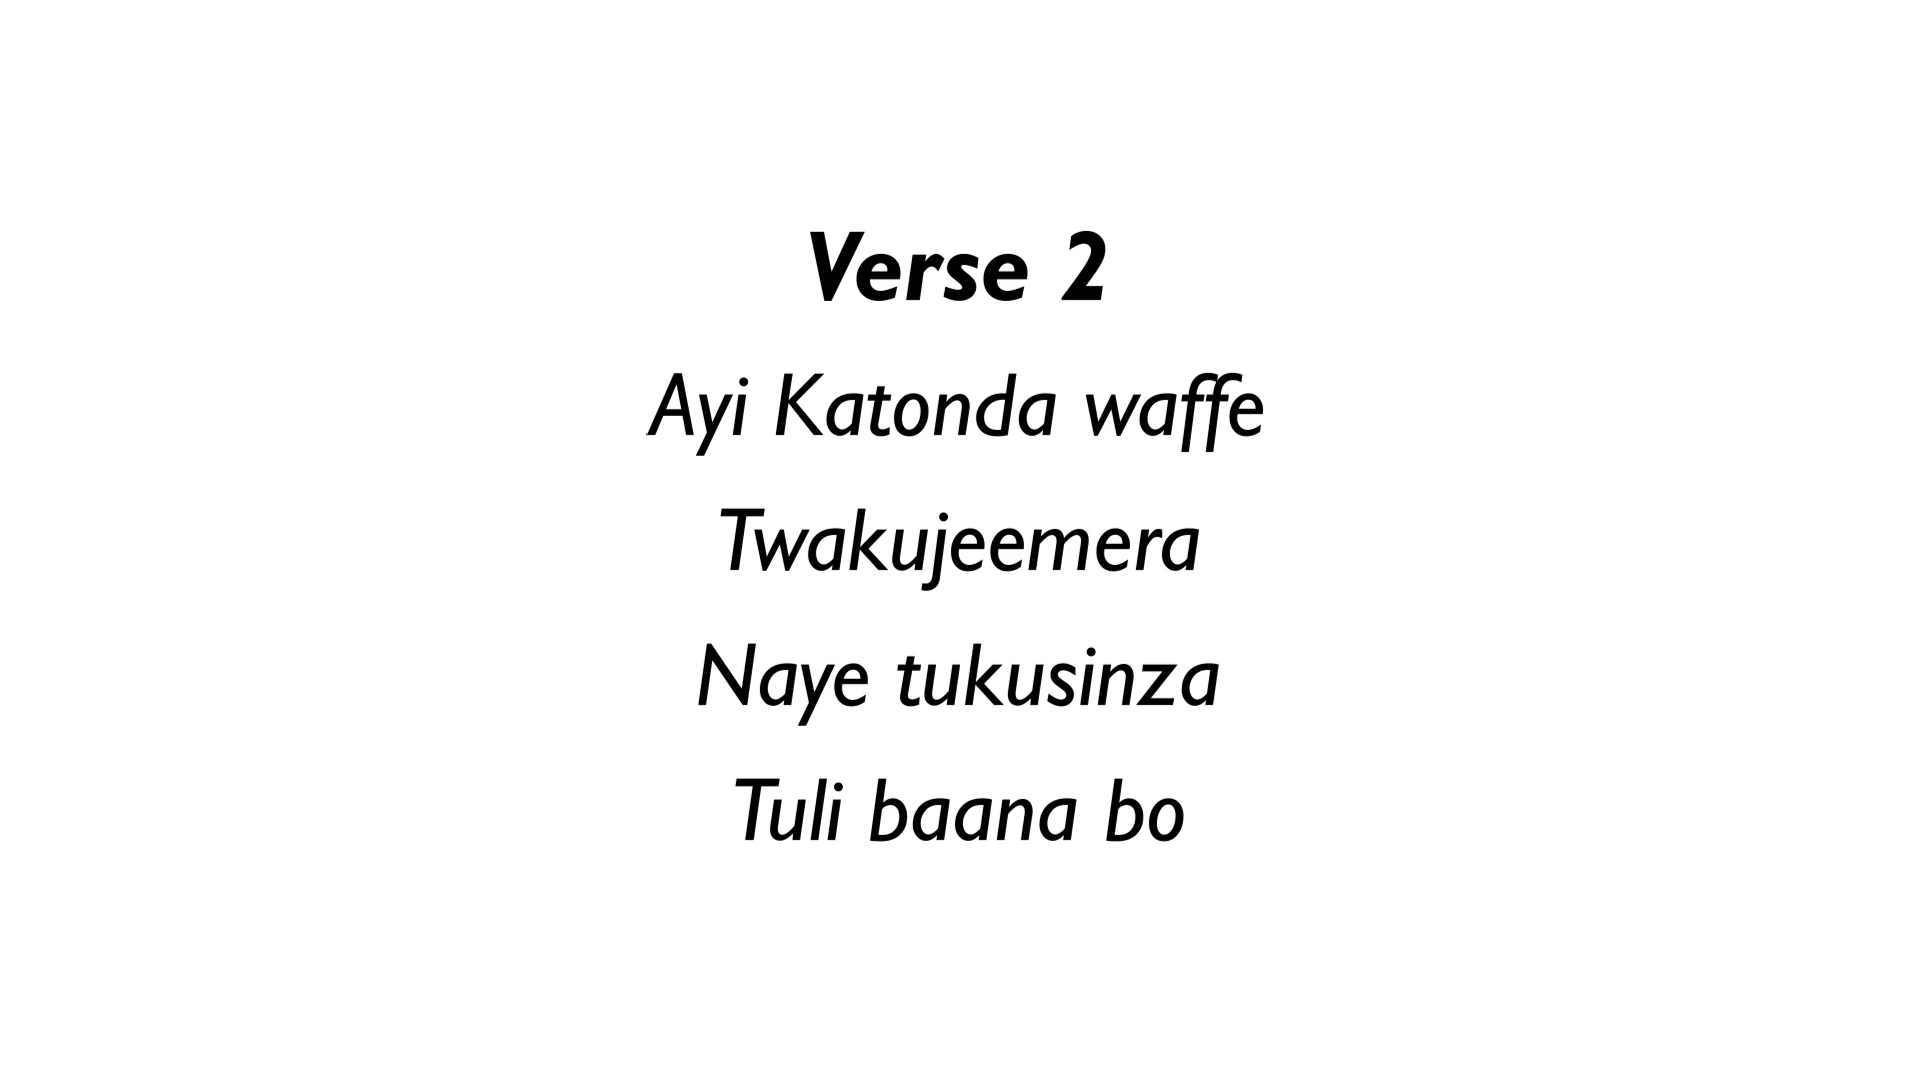 Verse 2
Ayi Katonda waffe
Twakujeemera
Naye tukusinza
Tuli baana bo